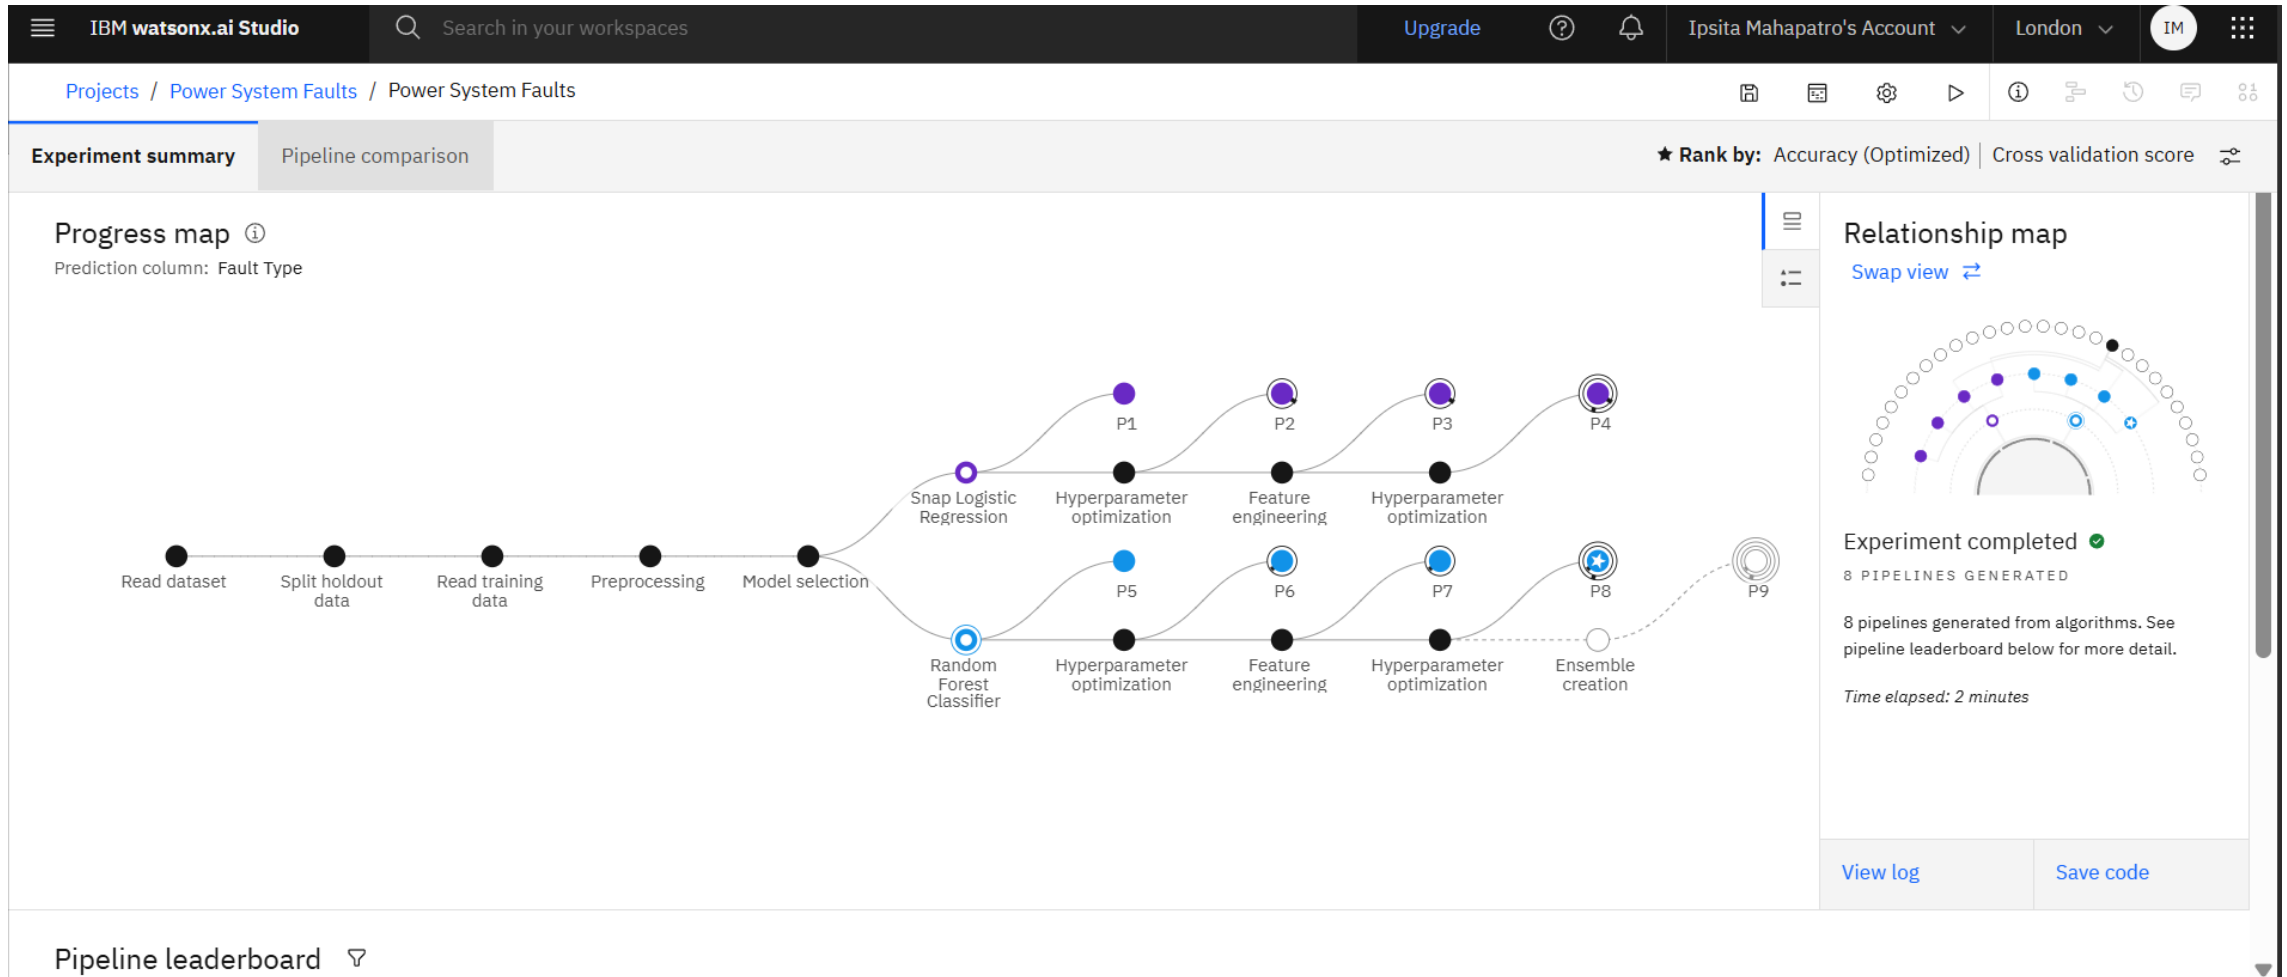 IBM watsonx.ai Studio
Search in your workspaces
Upgrade
Ipsita Mahapatro's Account
London
IM
Projects / Power System Faults / Power System Faults
Experiment summary
Pipeline comparison
★ Rank by: Accuracy (Optimized) | Cross validation score
Progress map
Prediction column: Fault Type
P1
P2
P3
P4
Snap Logistic
Regression
Hyperparameter
optimization
Feature
engineering
Hyperparameter
optimization
Read dataset
Split holdout
data
Read training
data
Preprocessing
Model selection
P5
P6
P7
P8
P9
Random
Forest
Classifier
Hyperparameter
optimization
Feature
engineering
Hyperparameter
optimization
Ensemble
creation
Relationship map
Swap view
Experiment completed
8 PIPELINES GENERATED
8 pipelines generated from algorithms. See
pipeline leaderboard below for more detail.
Time elapsed: 2 minutes
View log
Save code
Pipeline leaderboard